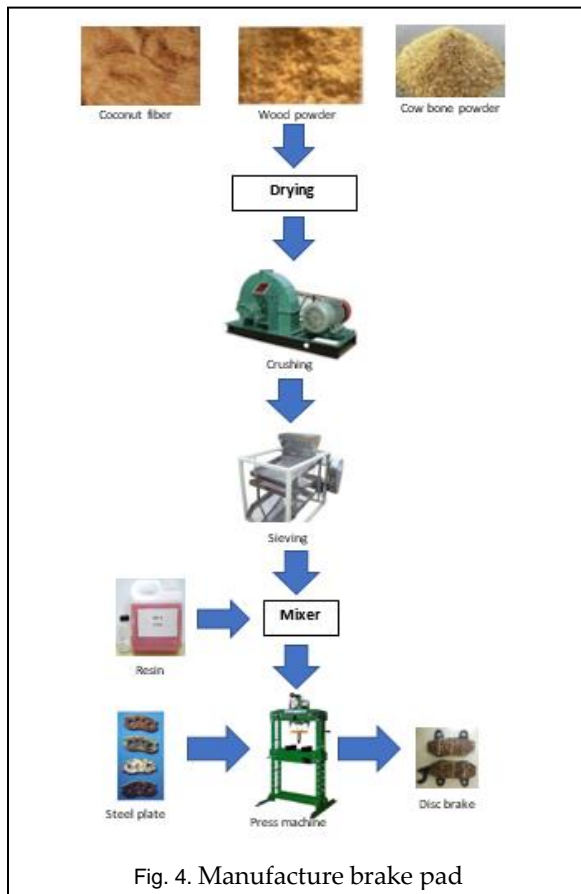 Coconut fiber
Wood powder
Cow bone powder
Drying
Crushing
Sieving
Mixer
Resin
Steel plate
Press machine
Disc brake
Fig. 4. Manufacture brake pad